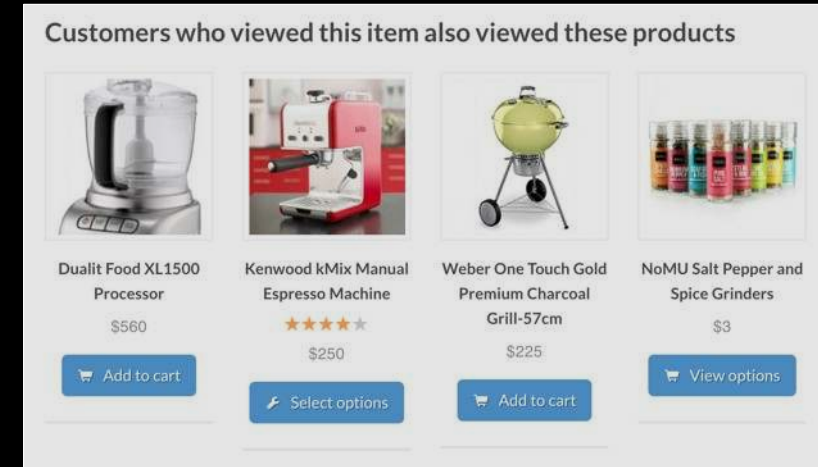 Customers who viewed this item also viewed these products
Dualit Food XL1500
Processor
$560
Add to cart
Kenwood kMix Manual
Espresso Machine
$250
Select options
Weber One Touch Gold
Premium Charcoal
Grill-57cm
$225
Add to cart
NoMU Salt Pepper and
Spice Grinders
$3
View options